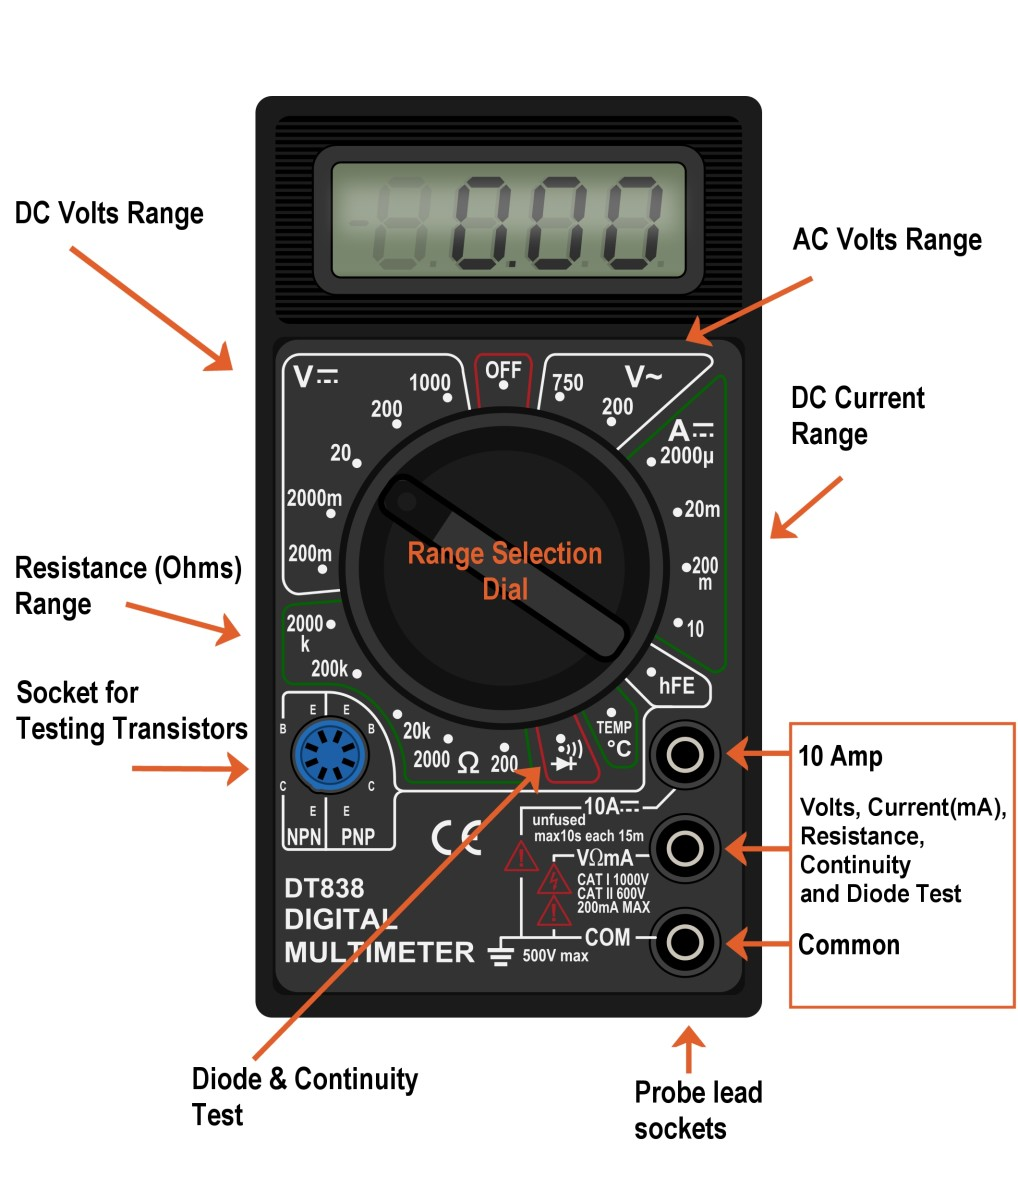 0.00
DC Volts Range
AC Volts Range
V
1000
OFF
750
V~
200
200
DC Current
Range
A
2000µ
20
2000m
20m
200m
200
m
Range Selection
Dial
Resistance (Ohms)
Range
2000
k
10
200k
hFE
Socket for
Testing Transistors
E E
B B
C C
E E
NPN PNP
20k
2000 Ω 200
TEMP
°C
10A
unfused
max10s each 15m
VΩmA
CAT I 1000V
CAT II 600V
200mA MAX
COM
500V max
CE
DT838
DIGITAL
MULTIMETER
10 Amp
Volts, Current(mA),
Resistance,
Continuity
and Diode Test
Common
Diode & Continuity
Test
Probe lead
sockets